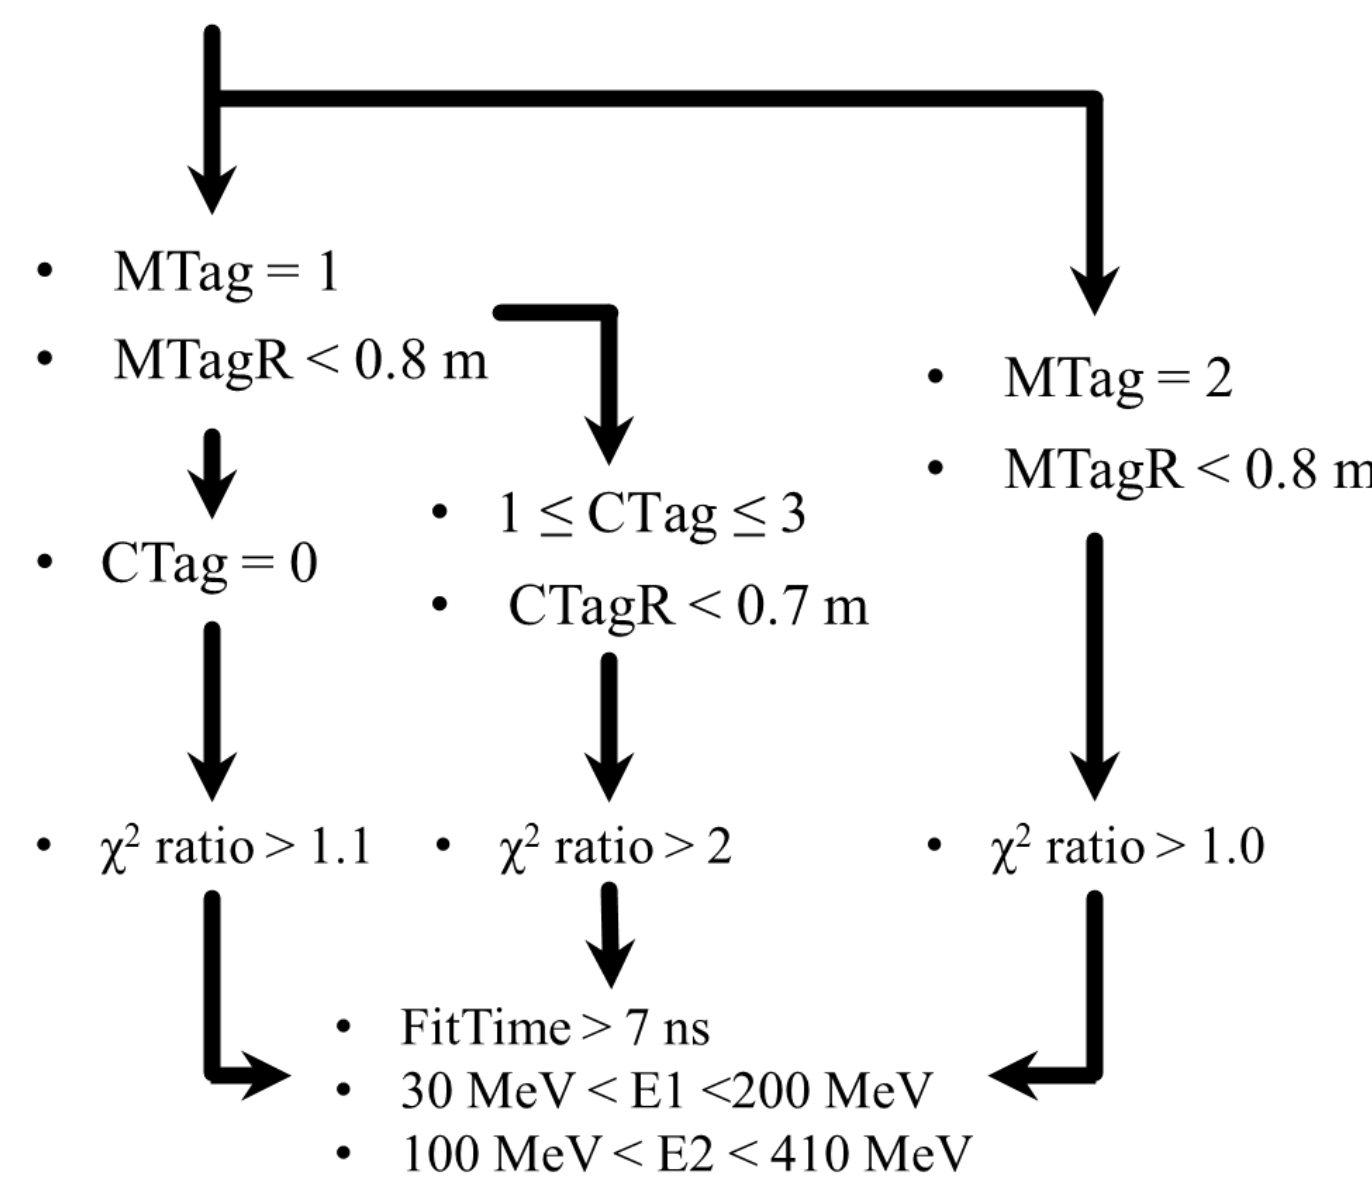 • MTag = 1
• MTagR < 0.8 m
• CTag = 0
• χ² ratio > 1.1
• 1 ≤ CTag ≤ 3
• CTagR < 0.7 m
• χ² ratio > 2
• MTag = 2
• MTagR < 0.8 m
• χ² ratio > 1.0
• FitTime > 7 ns
• 30 MeV < E1 <200 MeV
• 100 MeV < E2 < 410 MeV